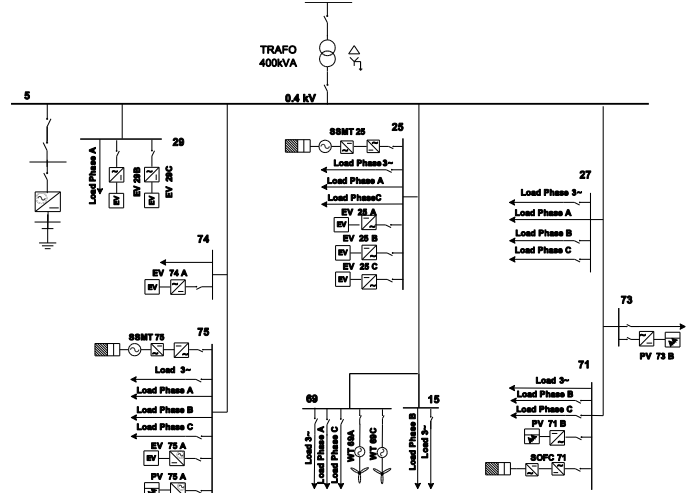 TRAFO
400kVA
5
0.4 kV
29
Load Phase A
EV 29B
EV 29C
EV
EV
25
SSMT 25
Load Phase3~
Load Phase A
Load PhaseC
EV 25 A
EV
EV 25 B
EV
EV 25 C
EV
27
Load Phase 3~
Load Phase A
Load Phase B
Load Phase C
74
EV 74 A
EV
73
PV 73 B
75
SSMT 75
Load 3~
Load Phase A
Load Phase B
Load Phase C
EV 75 A
EV
PV 75 A
69
Load 3~
Load Phase A
Load Phase C
WT 69A
WT 69C
15
Load Phase B
Load 3~
71
Load 3~
Load Phase B
Load Phase C
PV 71 B
SOFC 71